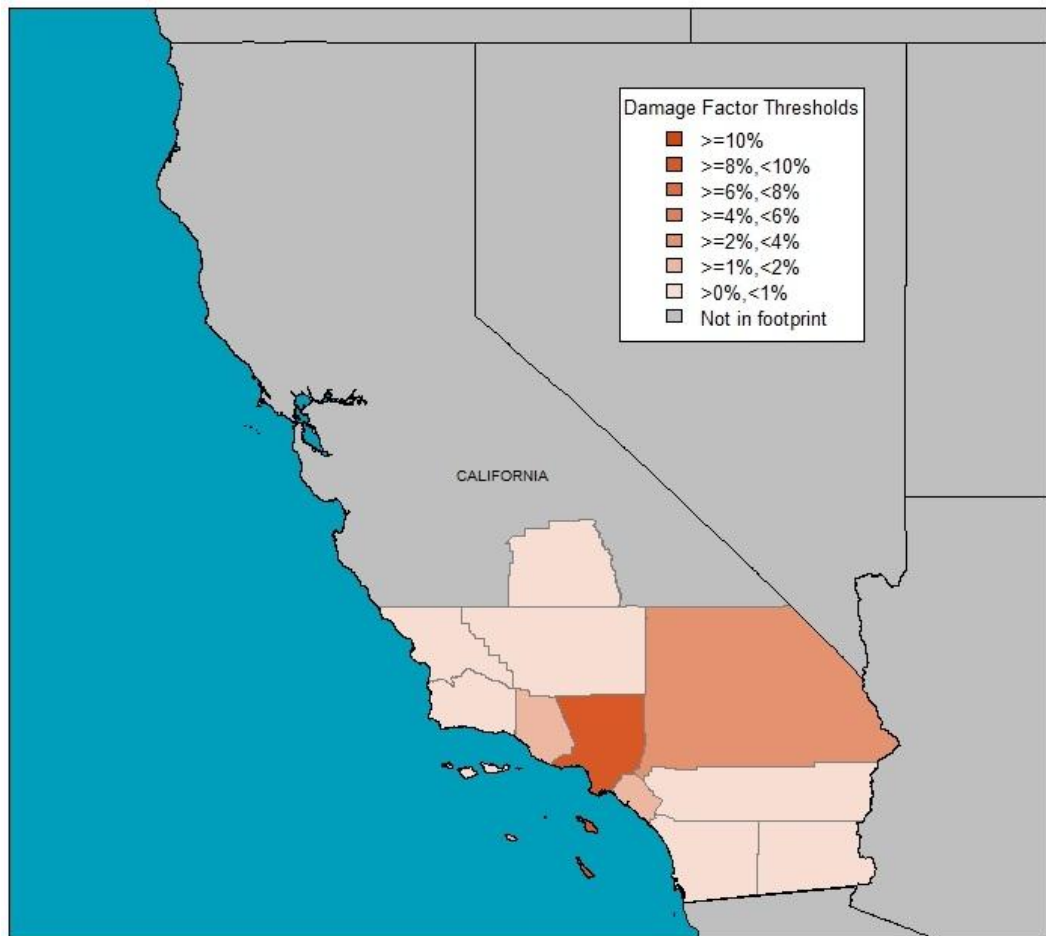 Damage Factor Thresholds
>=10%
>=8%,<10%
>=6%,<8%
>=4%,<6%
>=2%,<4%
>=1%,<2%
>0%,<1%
Not in footprint
CALIFORNIA